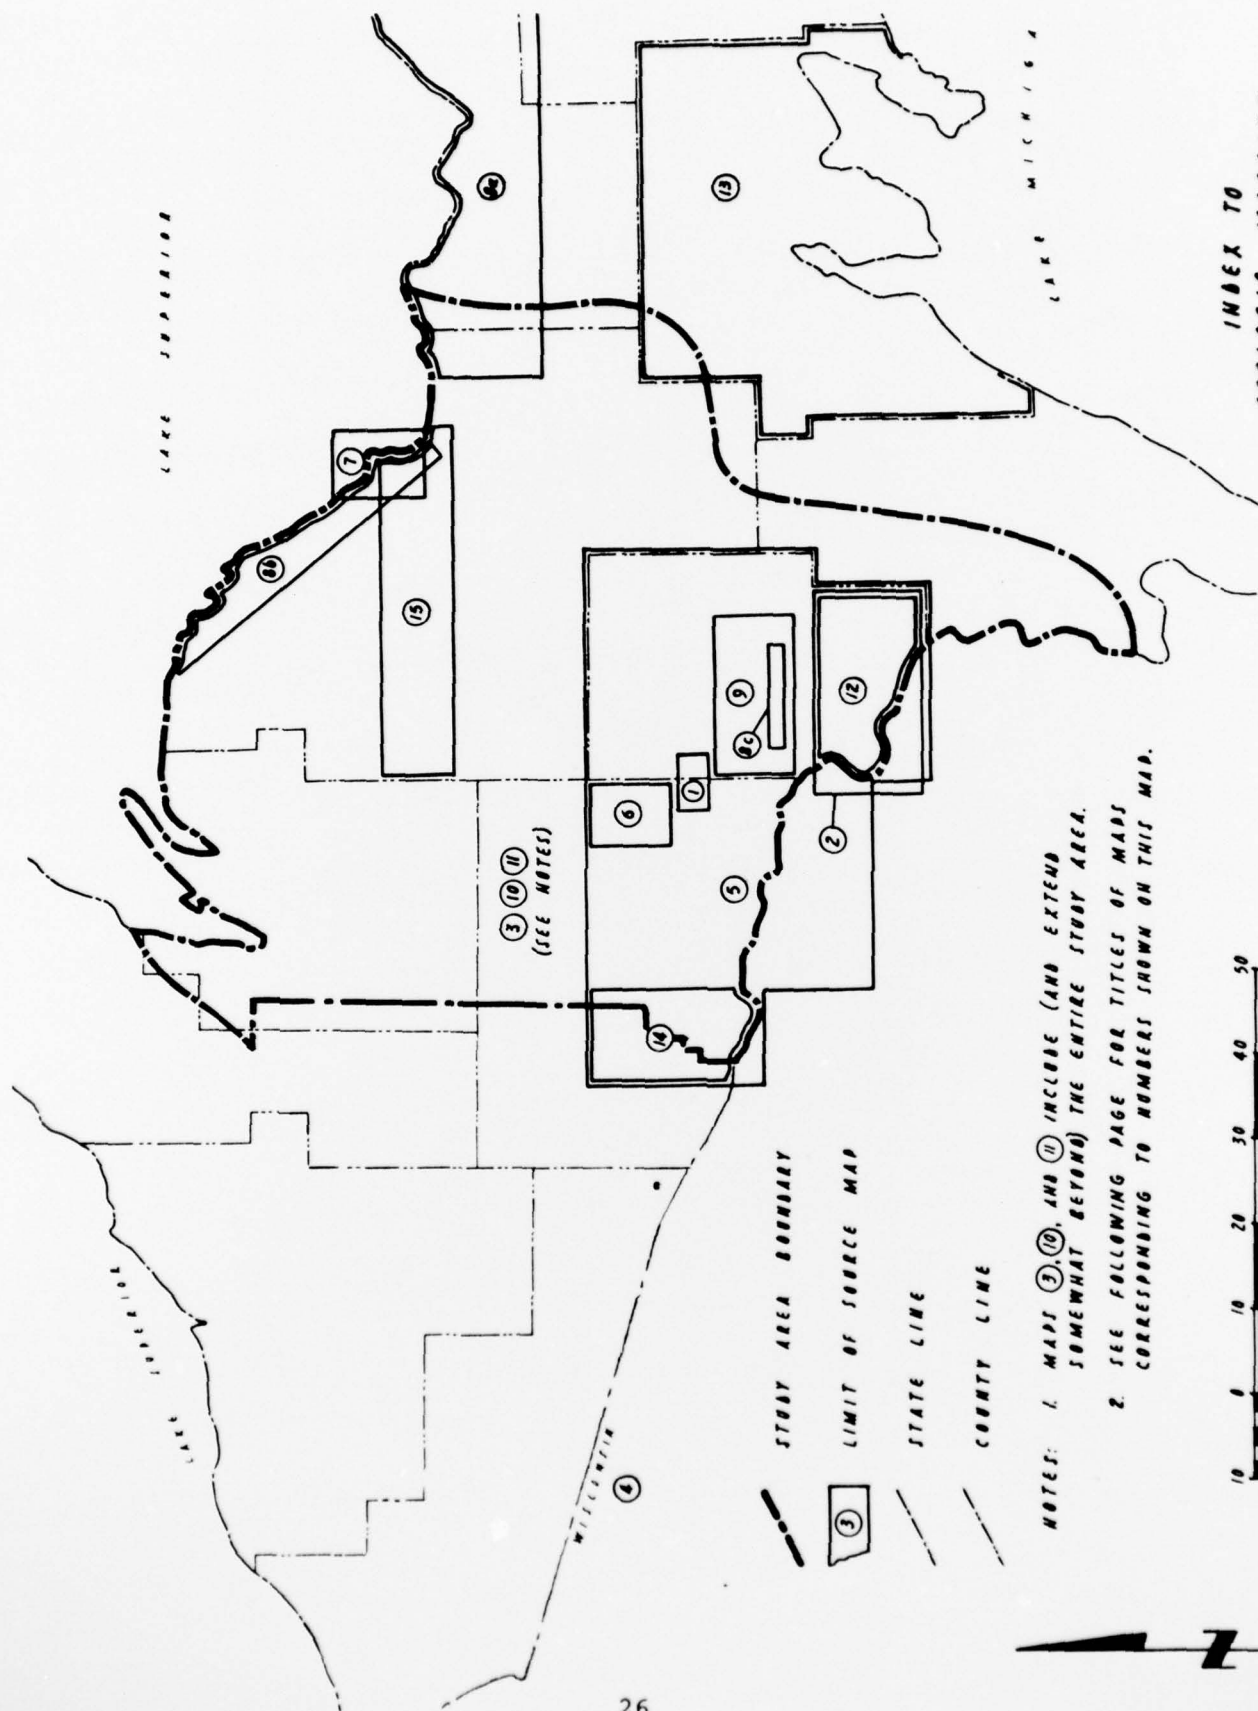 LAKE SUPERIOR
LAKE SUPERIOR
8a
7
8b
15
13
3 10 11
(SEE NOTES)
6
1
9
8c
12
2
5
14
WISCONSIN
4
LAKE MICHIGA
STUDY AREA BOUNDARY
3 LIMIT OF SOURCE MAP
STATE LINE
COUNTY LINE
NOTES: 1. MAPS 3, 10, AND 11 INCLUDE (AND EXTEND
SOMEWHAT BEYOND) THE ENTIRE STUDY AREA.
2. SEE FOLLOWING PAGE FOR TITLES OF MAPS
CORRESPONDING TO NUMBERS SHOWN ON THIS MAP.
N
10 0 10 20 30 40 50
INDEX TO
26